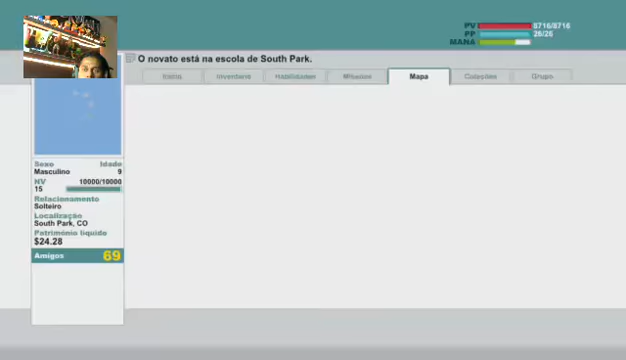 PV 8716/8716
PP 26/26
MANÁ
O novato está na escola de South Park.
Início Inventário Habilidades Missões Mapa Coleções Grupo
Sexo Idade
Masculino 9
NV 10000/10000
15
Relacionamento
Solteiro
Localização
South Park, CO
Patrimônio líquido
$24.28
Amigos 69